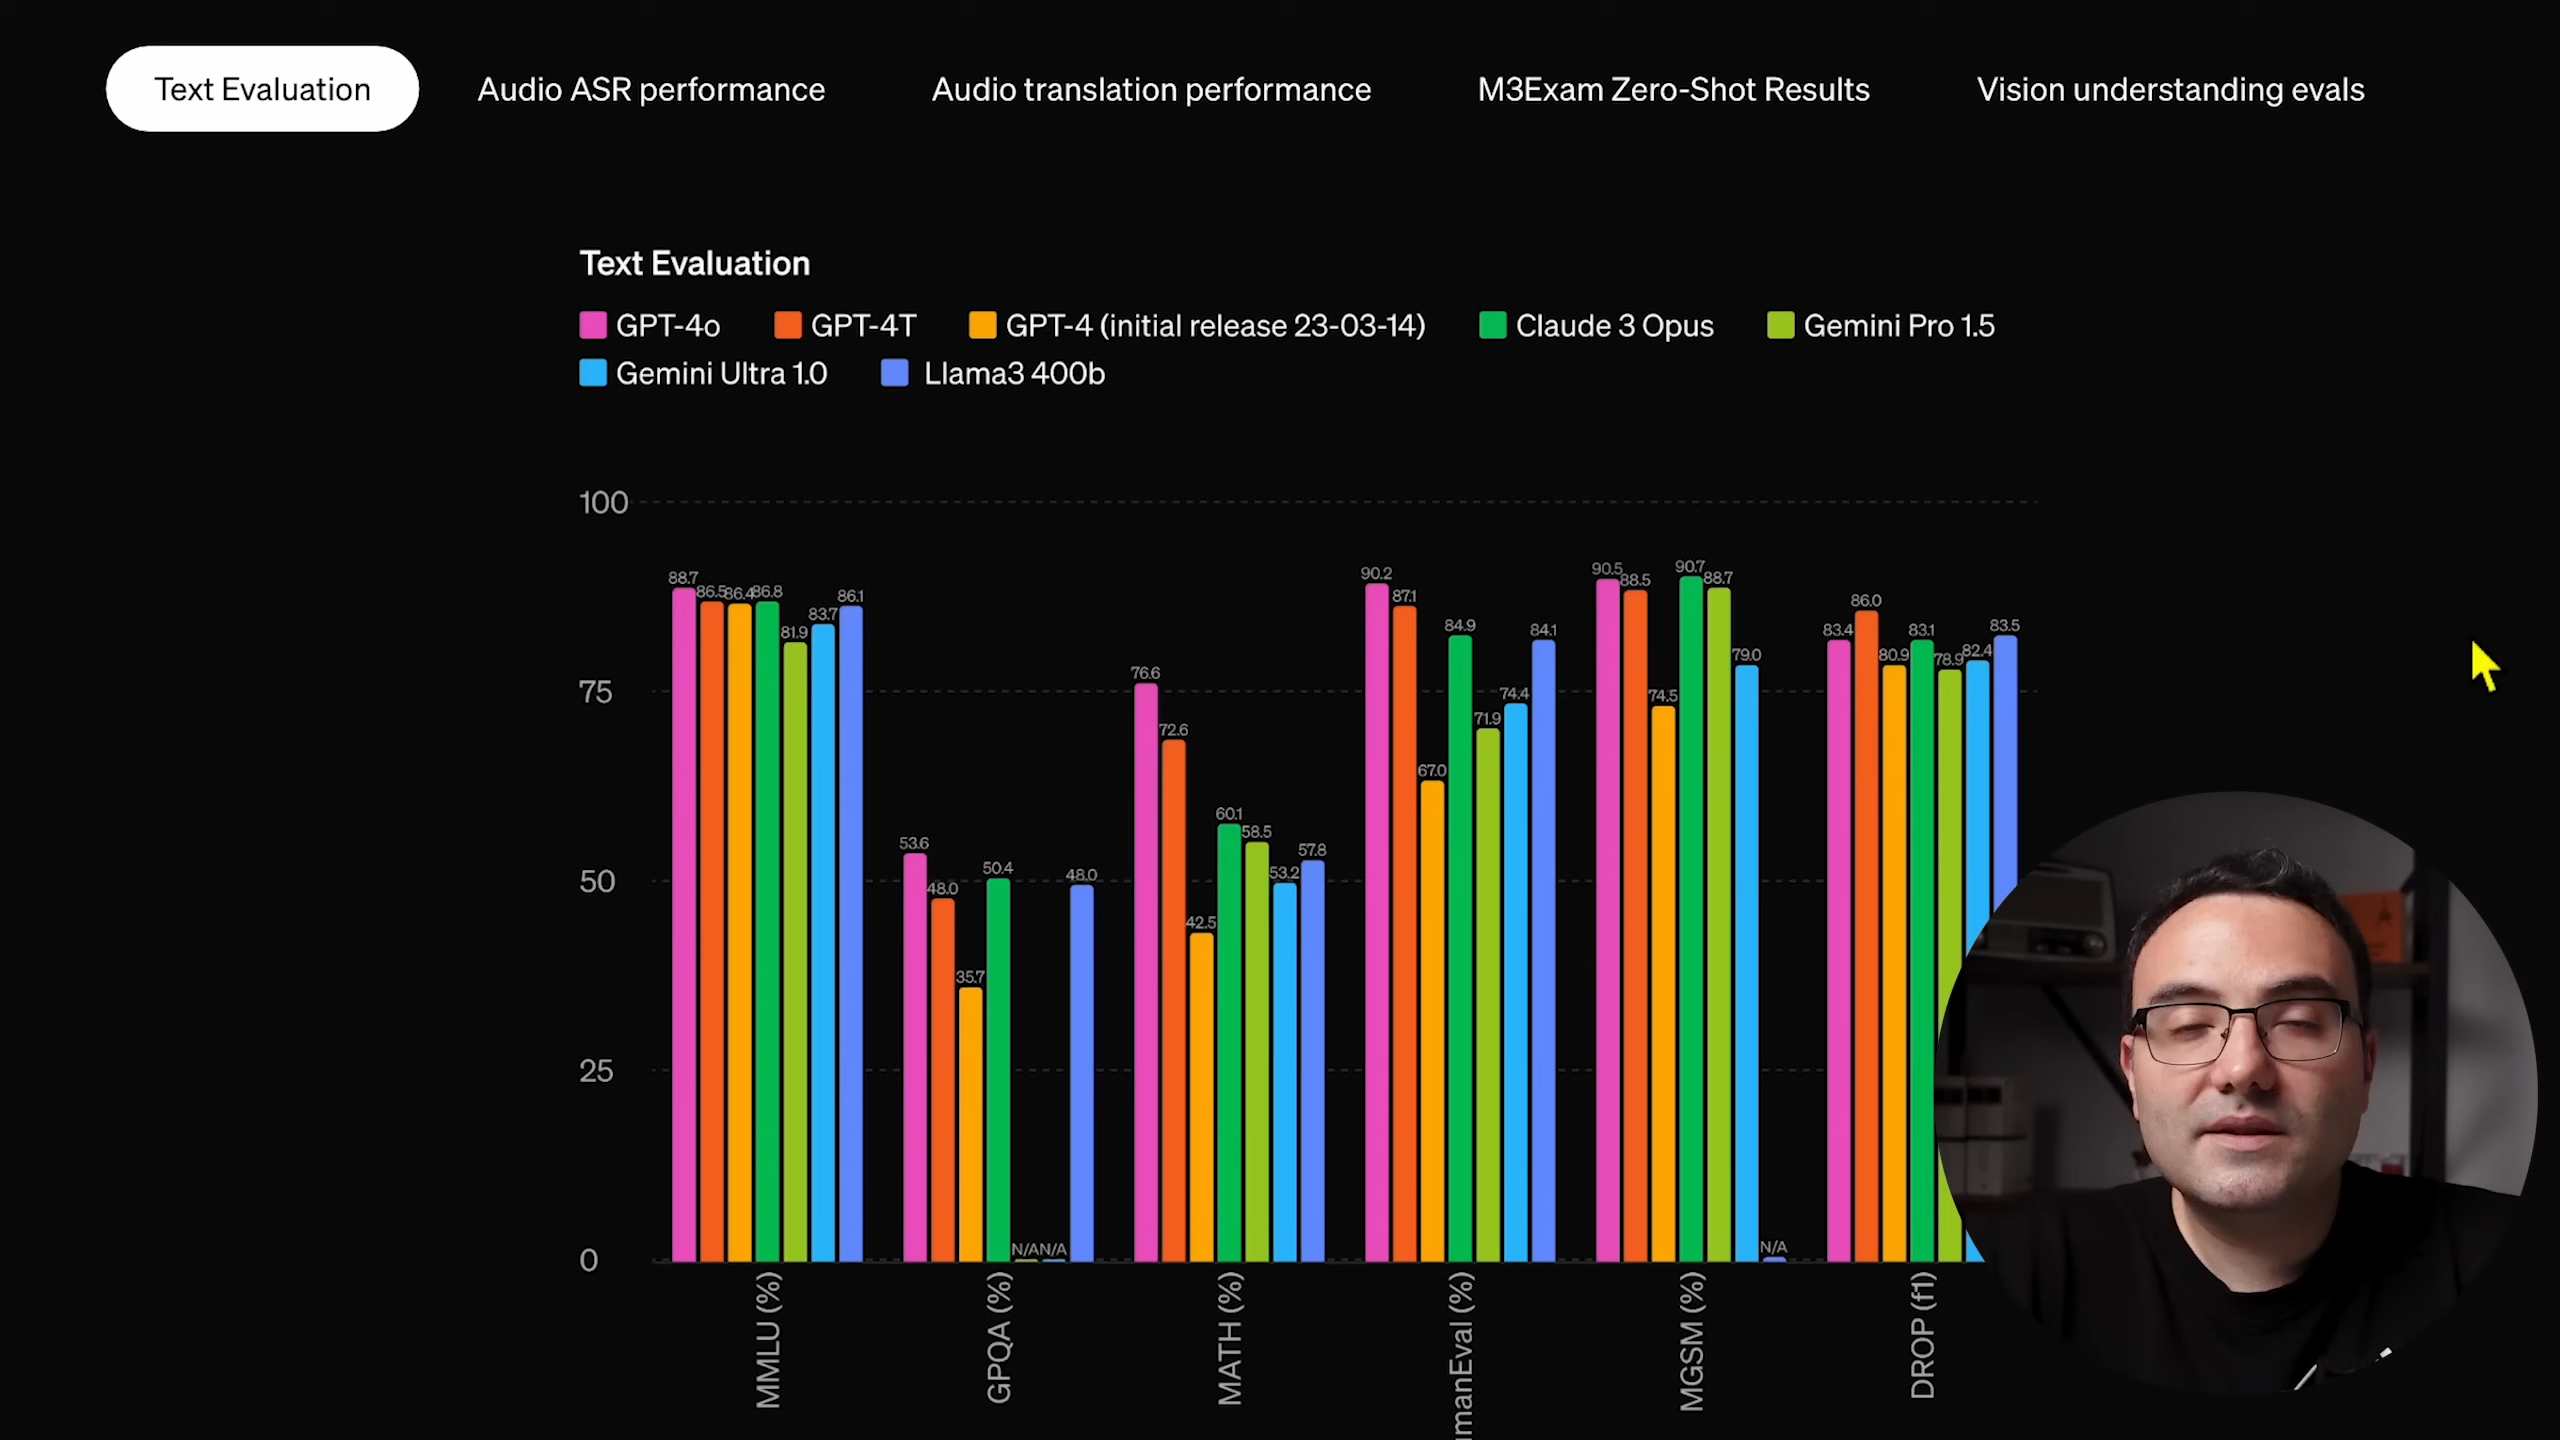 Text Evaluation
Audio ASR performance
Audio translation performance
M3Exam Zero-Shot Results
Vision understanding evals
Text Evaluation
GPT-4o
GPT-4T
GPT-4 (initial release 23-03-14)
Claude 3 Opus
Gemini Pro 1.5
Gemini Ultra 1.0
Llama3 400b
100
75
50
25
0
88.7
86.5
86.4
86.8
81.9
83.7
86.1
53.6
48.0
35.7
50.4
N/A
N/A
48.0
76.6
72.6
42.5
60.1
58.5
53.2
57.8
90.2
87.1
67.0
84.9
71.9
74.4
84.1
90.5
88.5
74.5
90.7
88.7
79.0
N/A
83.4
86.0
80.9
83.1
78.9
82.4
83.5
MMLU (%)
GPQA (%)
MATH (%)
manEval (%)
MGSM (%)
DROP (f1)